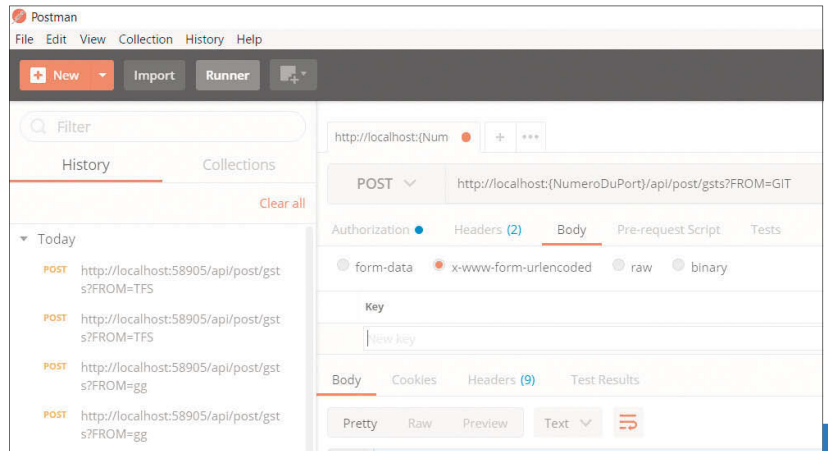 Postman
File Edit View Collection History Help
New Import Runner
Filter
History Collections
Clear all
Today
POST http://localhost:58905/api/post/gst
s?FROM=TFS
POST http://localhost:58905/api/post/gst
s?FROM=TFS
POST http://localhost:58905/api/post/gst
s?FROM=gg
POST http://localhost:58905/api/post/gst
s?FROM=gg
http://localhost:{Num
POST http://localhost:{NumeroDuPort}/api/post/gsts?FROM=GIT
Authorization Headers (2) Body Pre-request Script Tests
form-data x-www-form-urlencoded raw binary
Key
New key
Body Cookies Headers (9) Test Results
Pretty Raw Preview Text